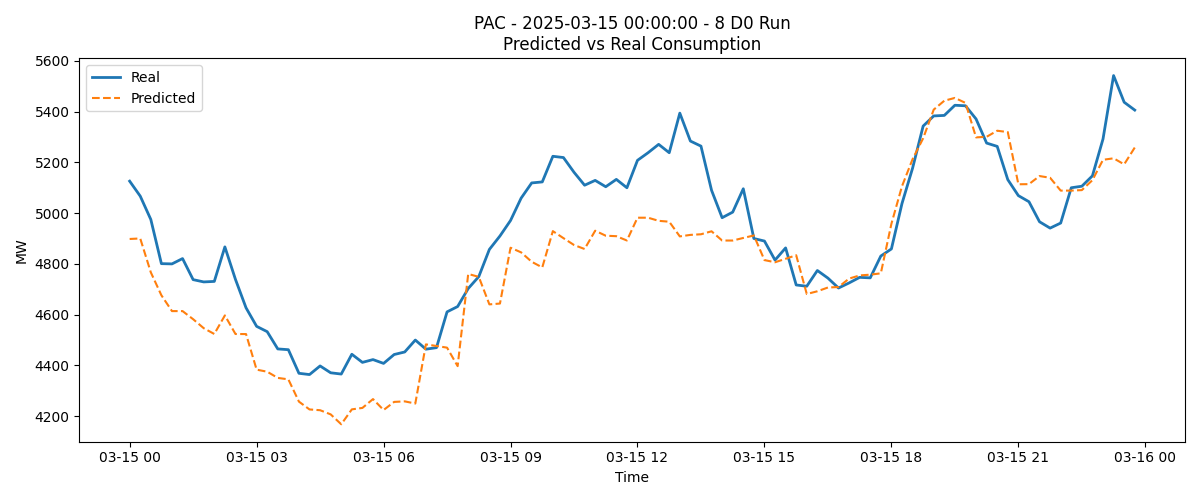 PAC - 2025-03-15 00:00:00 - 8 D0 Run
Predicted vs Real Consumption
Real
Predicted
MW
5600
5400
5200
5000
4800
4600
4400
4200
03-15 00
03-15 03
03-15 06
03-15 09
03-15 12
03-15 15
03-15 18
03-15 21
03-16 00
Time